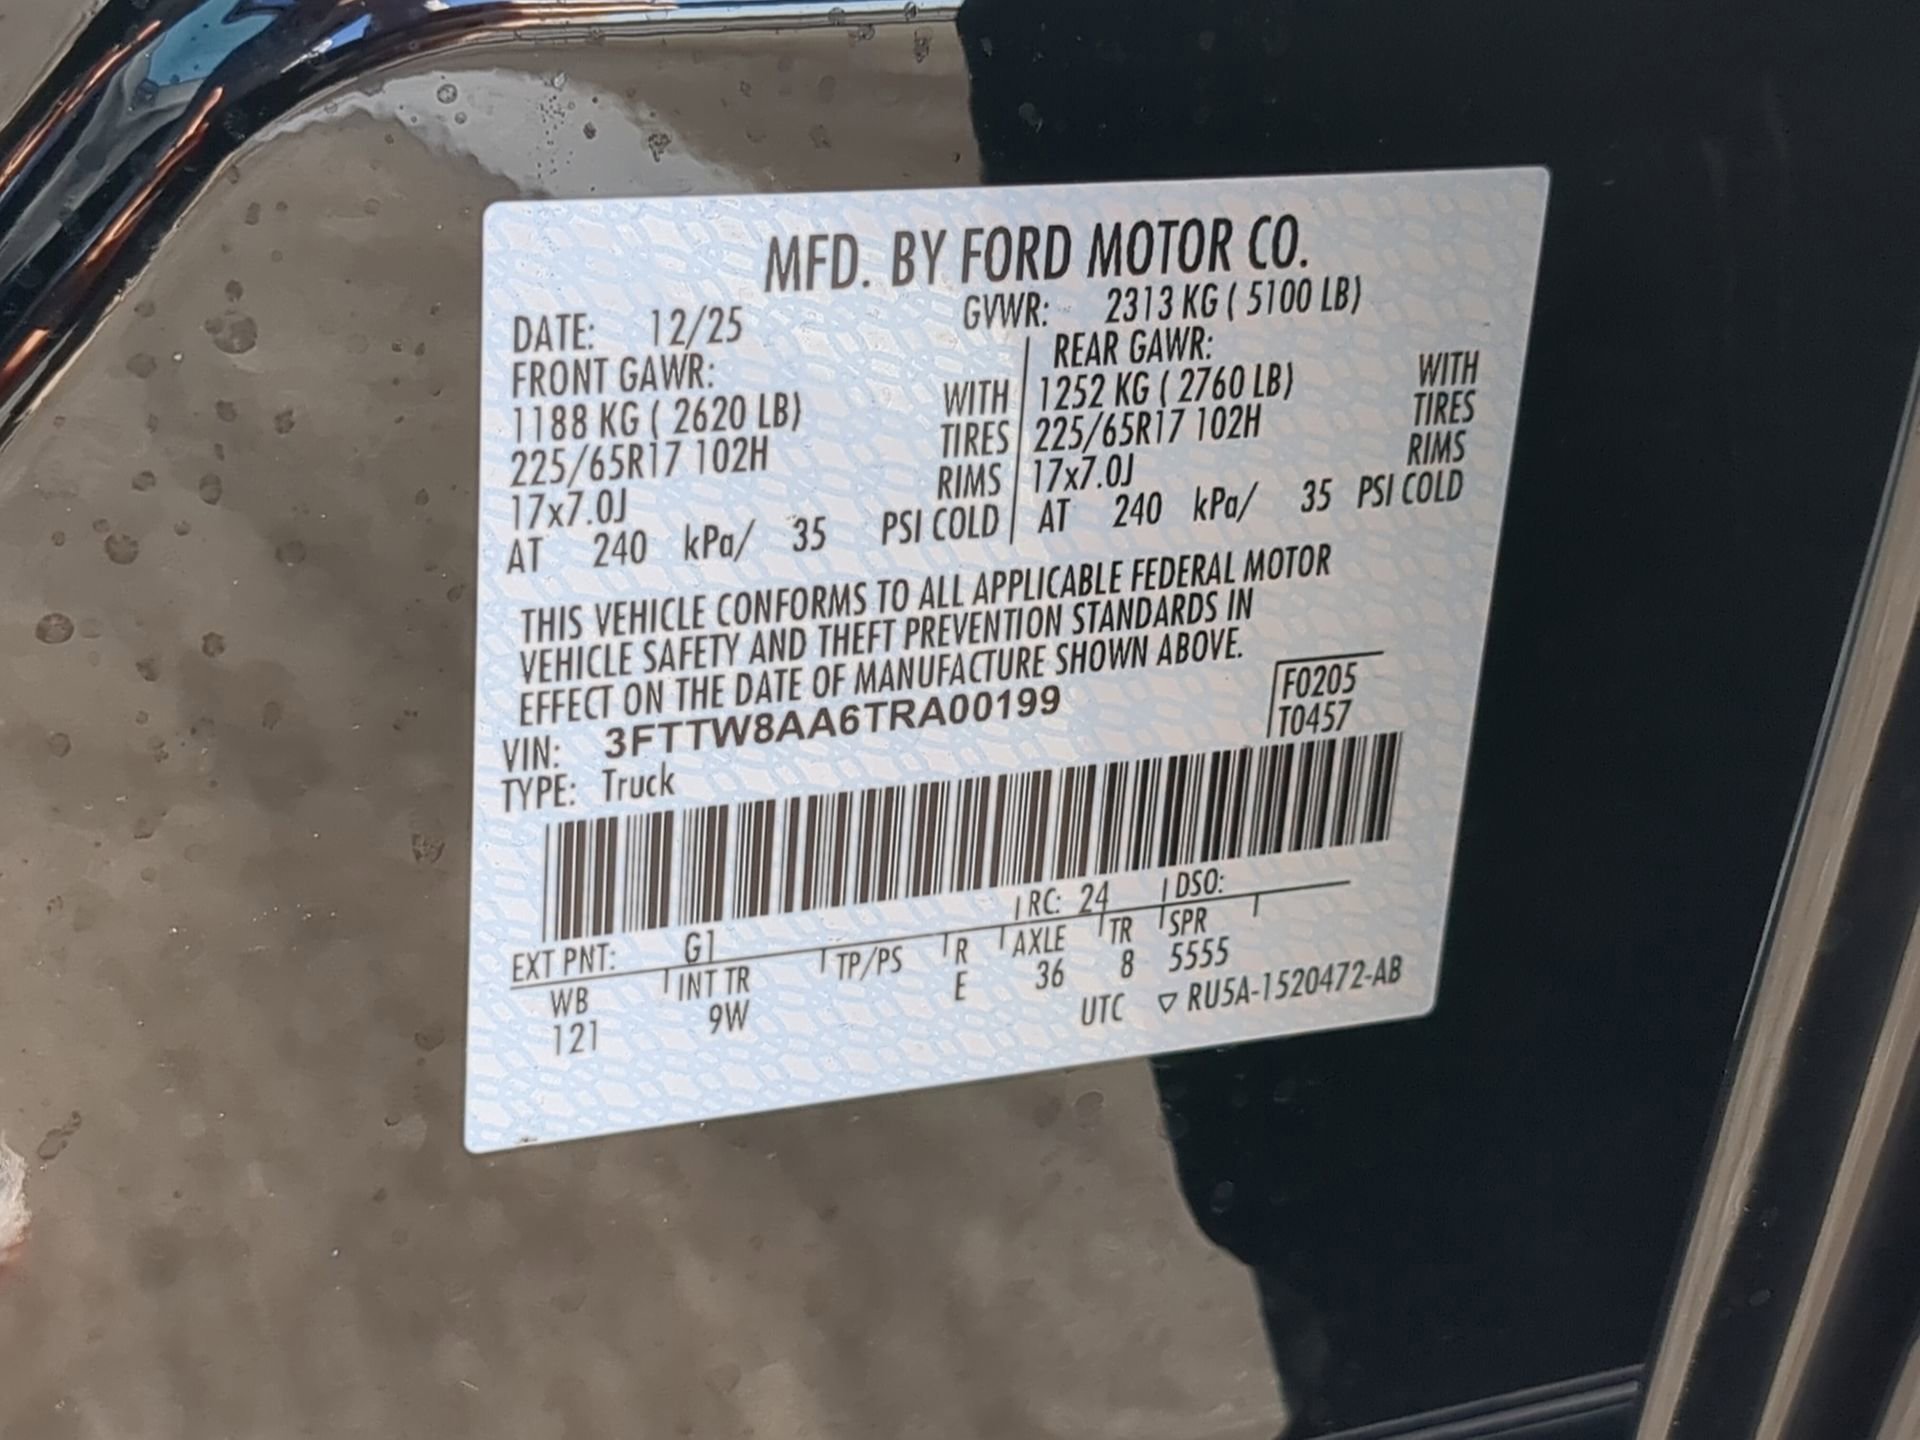 MFD. BY FORD MOTOR CO.
DATE: 12/25 GVWR: 2313 KG ( 5100 LB)
FRONT GAWR: REAR GAWR:
1188 KG ( 2620 LB) WITH 1252 KG ( 2760 LB) WITH
225/65R17 102H TIRES 225/65R17 102H TIRES
17x7.0J RIMS 17x7.0J RIMS
AT 240 kPa/ 35 PSI COLD AT 240 kPa/ 35 PSI COLD
THIS VEHICLE CONFORMS TO ALL APPLICABLE FEDERAL MOTOR
VEHICLE SAFETY AND THEFT PREVENTION STANDARDS IN
EFFECT ON THE DATE OF MANUFACTURE SHOWN ABOVE.
F0205
VIN: 3FTTW8AA6TRA00199 T0457
TYPE: Truck
EXT PNT: G1 RC: 24 DSO:
WB INT TR TP/PS R AXLE TR SPR
121 9W E 36 8 5555
UTC ▽ RU5A-1520472-AB